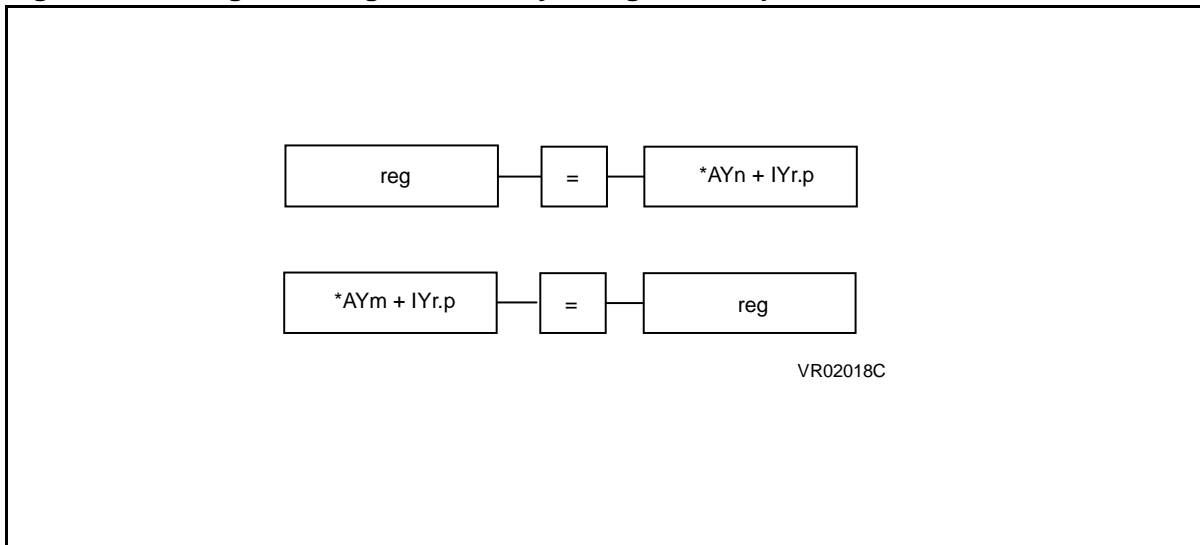 reg = *AYn + IYr.p
*AYm + IYr.p = reg
VR02018C